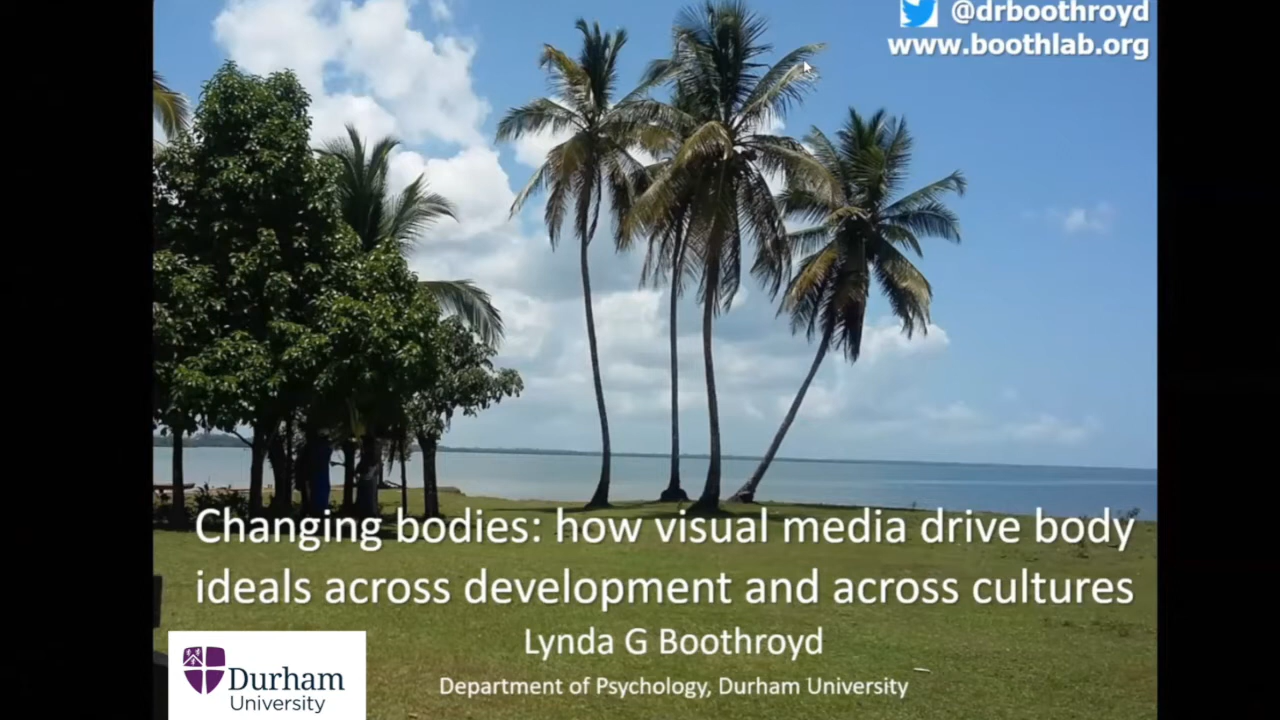 @drboothroyd
www.boothlab.org
Changing bodies: how visual media drive body
ideals across development and across cultures
Lynda G Boothroyd
Department of Psychology, Durham University
Durham
University